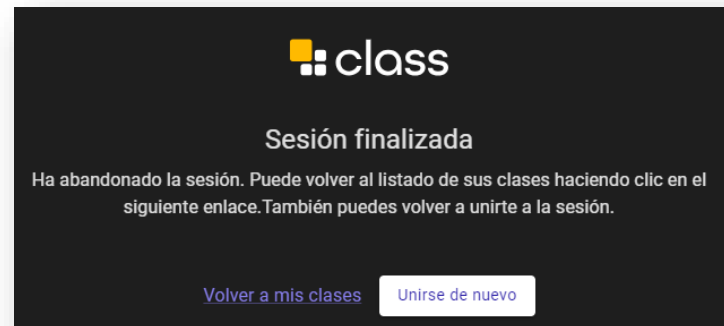 class
Sesión finalizada
Ha abandonado la sesión. Puede volver al listado de sus clases haciendo clic en el
siguiente enlace.También puedes volver a unirte a la sesión.
Volver a mis clases Unirse de nuevo